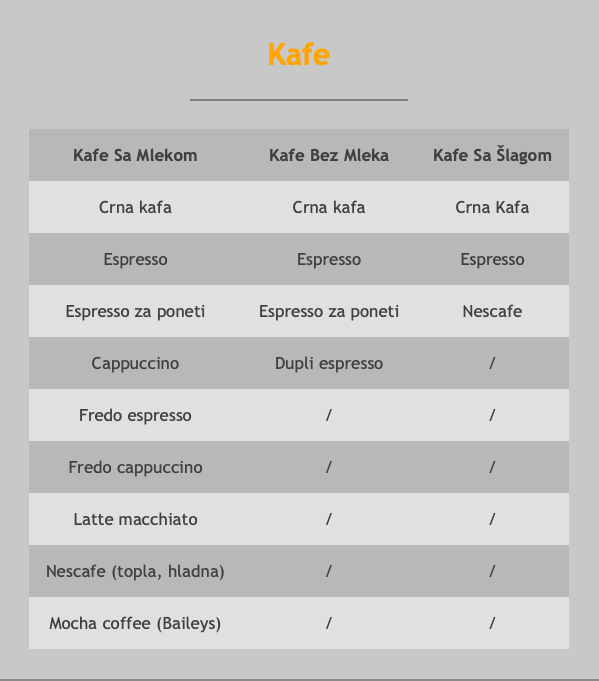 Kafe
Kafe Sa Mlekom Kafe Bez Mleka Kafe Sa Šlagom
Crna kafa Crna kafa Crna Kafa
Espresso Espresso Espresso
Espresso za poneti Espresso za poneti Nescafe
Cappuccino Dupli espresso /
Fredo espresso / /
Fredo cappuccino / /
Latte macchiato / /
Nescafe (topla, hladna) / /
Mocha coffee (Baileys) / /